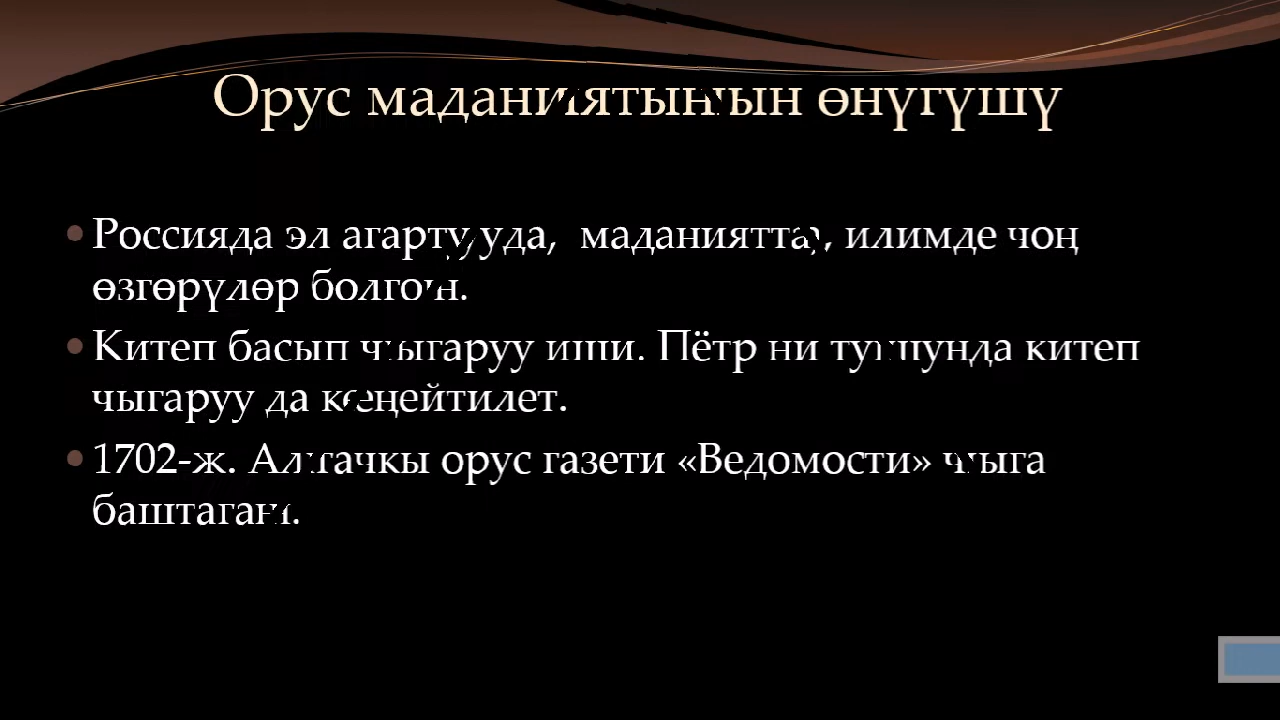 Орус маданиятынын өнүгүшү
Россияда эл агартууда, маданиятта, илимде чоң
өзгөрүлөр болгон.
Китеп басып чыгаруу иши. Пётр ни тушунда китеп
чыгаруу да кеңейтилет.
1702-ж. Алгачкы орус газети «Ведомости» чыга
баштаган.